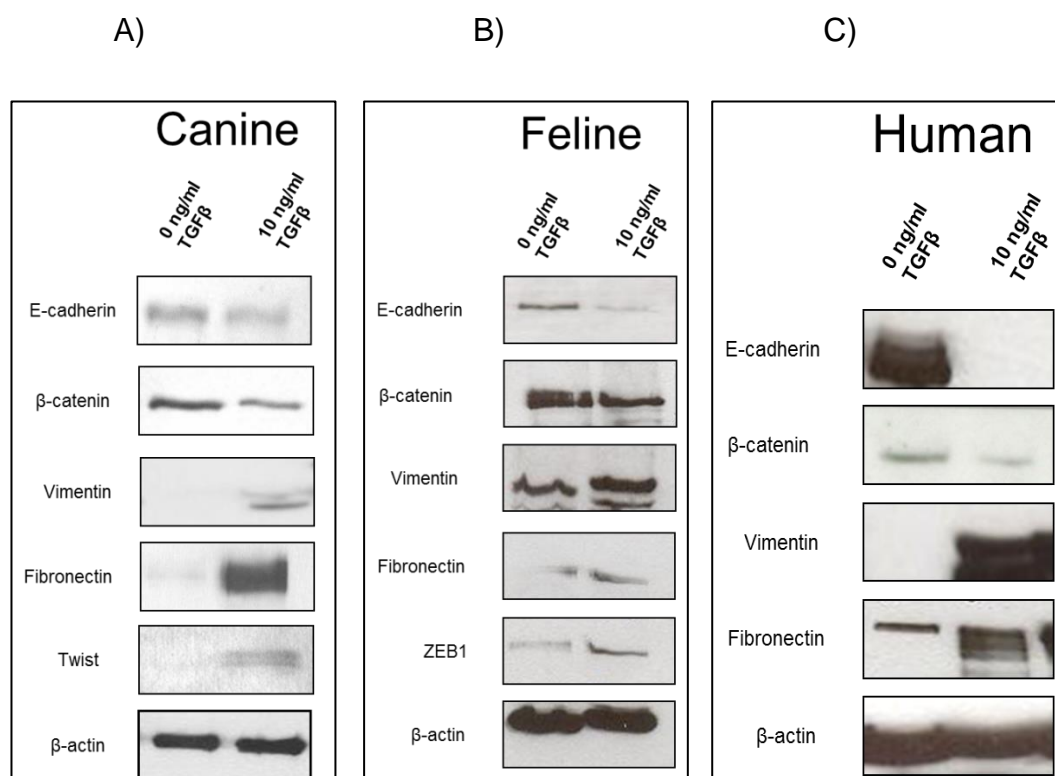 A)
B)
C)
Canine
0 ng/ml
TGFβ
10 ng/ml
TGFβ
E-cadherin
β-catenin
Vimentin
Fibronectin
Twist
β-actin
Feline
0 ng/ml
TGFβ
10 ng/ml
TGFβ
E-cadherin
β-catenin
Vimentin
Fibronectin
ZEB1
β-actin
Human
0 ng/ml
TGFβ
10 ng/ml
TGFβ
E-cadherin
β-catenin
Vimentin
Fibronectin
β-actin